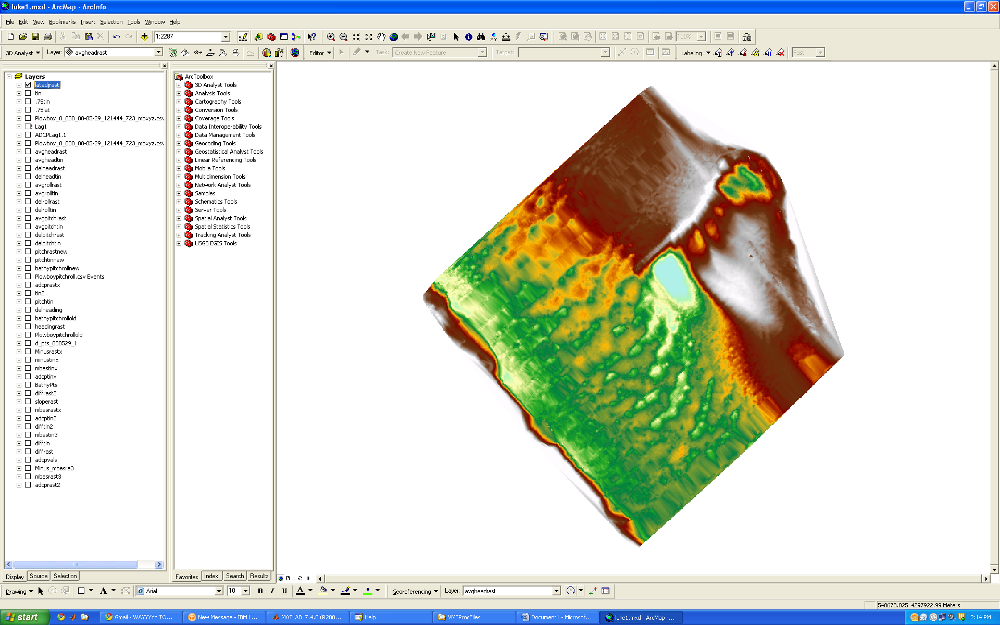 luke1.mxd - ArcMap - ArcInfo
File Edit View Bookmarks Insert Selection Tools Window Help
1:2287
100%
3D Analyst Layer: avgheadrast Editor Task: Create New Feature Target: Labeling Fast
Layers
latadjrast
tin
.75tin
.75lat
Plowboy_0_000_08-05-29_121444_723_mbxyz.csv
Lag1
ADCPLag1.1
Plowboy_0_000_08-05-29_121444_723_mbxyz.csv
avgheadrast
avgheadtin
delheadrast
delheadtin
avgrollrast
avgrolltin
delrollrast
delrolltin
avgpitchrast
avgpitchtin
delpitchrast
delpitchtin
pitchrastnew
pitchtinnew
bathypitchrollnew
Plowboypitchroll.csv Events
adcprastx
tin2
pitchtin
delheading
bathypitchrollold
headingrast
Plowboypitchrollold
d_pts_080529_1
Minusrastx
minustinx
mbestinx
adcptinx
BathyPts
diffrast2
sloperast
mbesrastx
adcptin2
difftin2
mbestin3
difftin
diffrast
adcpvals
Minus_mbesra3
mbesrast3
adcprast2
Display Source Selection
ArcToolbox
3D Analyst Tools
Analysis Tools
Cartography Tools
Conversion Tools
Coverage Tools
Data Interoperability Tools
Data Management Tools
Geocoding Tools
Geostatistical Analyst Tools
Linear Referencing Tools
Mobile Tools
Multidimension Tools
Network Analyst Tools
Samples
Schematics Tools
Server Tools
Spatial Analyst Tools
Spatial Statistics Tools
Tracking Analyst Tools
USGS EGIS Tools
Favorites Index Search Results
Drawing A Arial 10 B I U A Georeferencing Layer: avgheadrast
548678.025 4297922.99 Meters
start Gmail - WAYYYYY TO... New Message - IBM L... MATLAB 7.4.0 (R200... Help VMTProcFiles Document1 - Microsof... luke1.mxd - ArcMap -... 2:14 PM